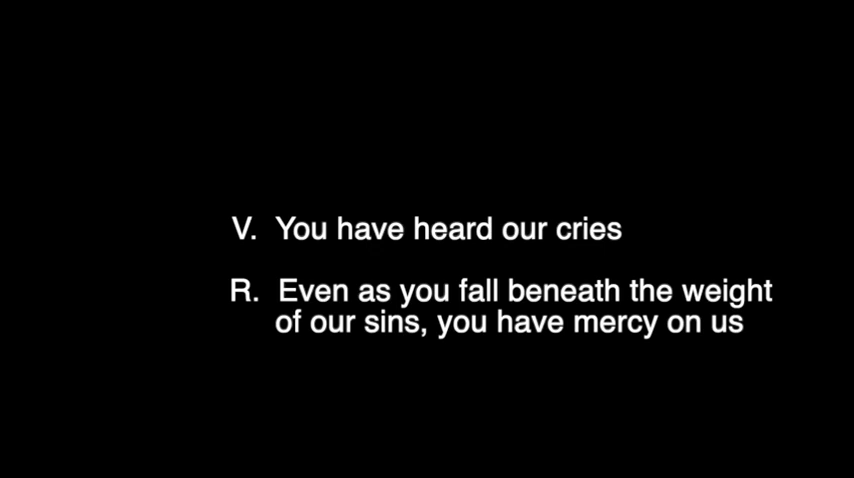 V. You have heard our cries
R. Even as you fall beneath the weight
of our sins, you have mercy on us